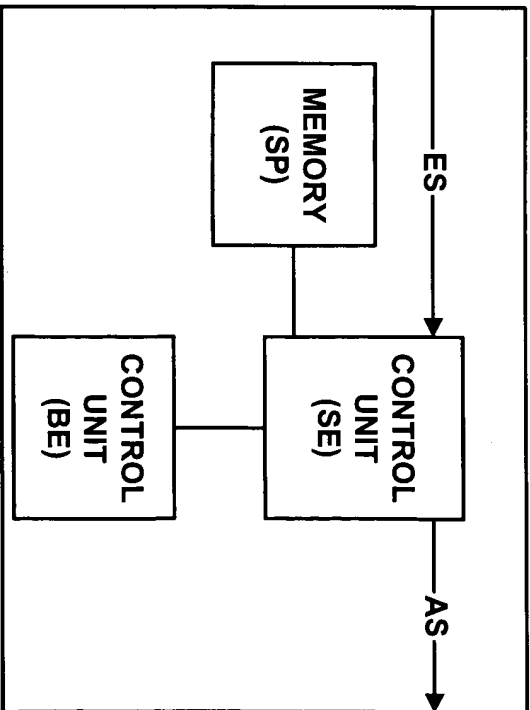 ES
MEMORY
(SP)
CONTROL
UNIT
(SE)
CONTROL
UNIT
(BE)
AS